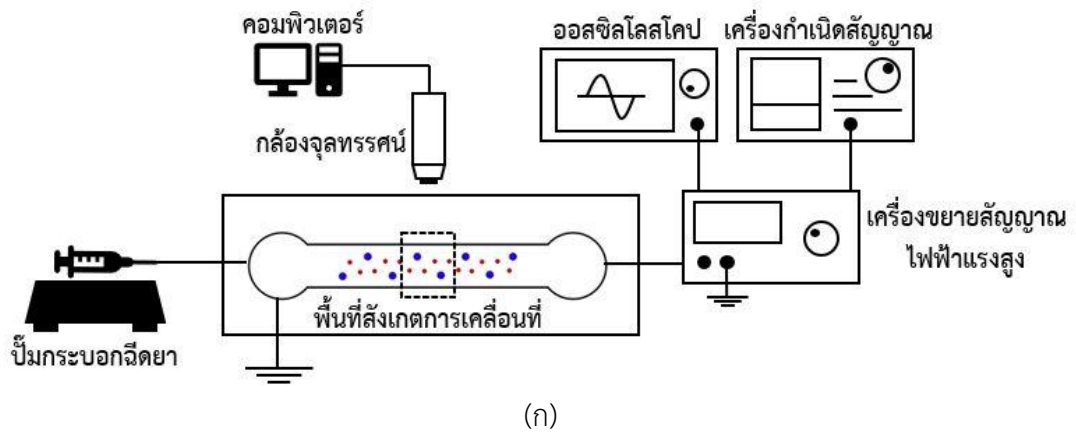 คอมพิวเตอร์
ออสซิลโลสโคป
เครื่องกำเนิดสัญญาณ
กล้องจุลทรรศน์
เครื่องขยายสัญญาณ
ไฟฟ้าแรงสูง
พื้นที่สังเกตการเคลื่อนที่
ปั๊มกระบอกฉีดยา
(ก)